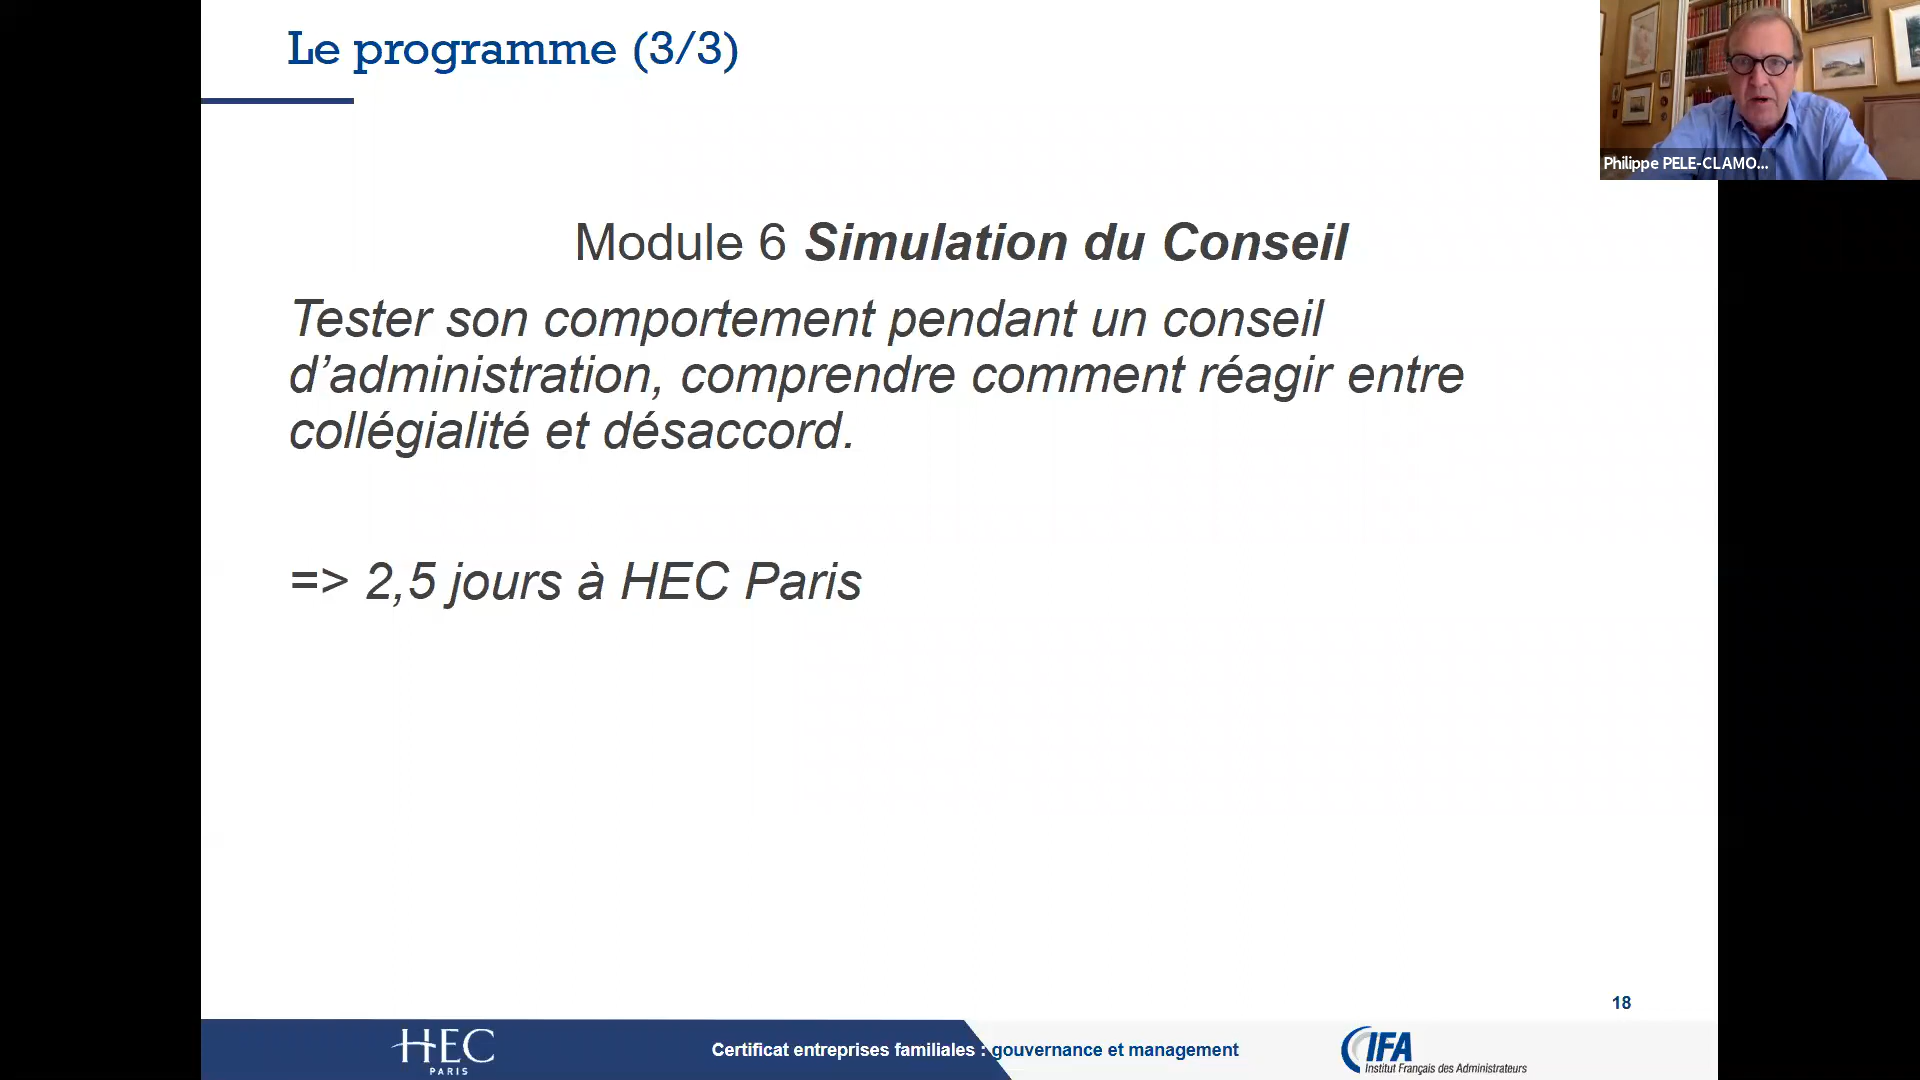 Le programme (3/3)
Philippe PELE-CLAMO...
Module 6 Simulation du Conseil
Tester son comportement pendant un conseil
d’administration, comprendre comment réagir entre
collégialité et désaccord.
=> 2,5 jours à HEC Paris
18
HEC
PARIS
Certificat entreprises familiales : gouvernance et management
IFA
Institut Français des Administrateurs